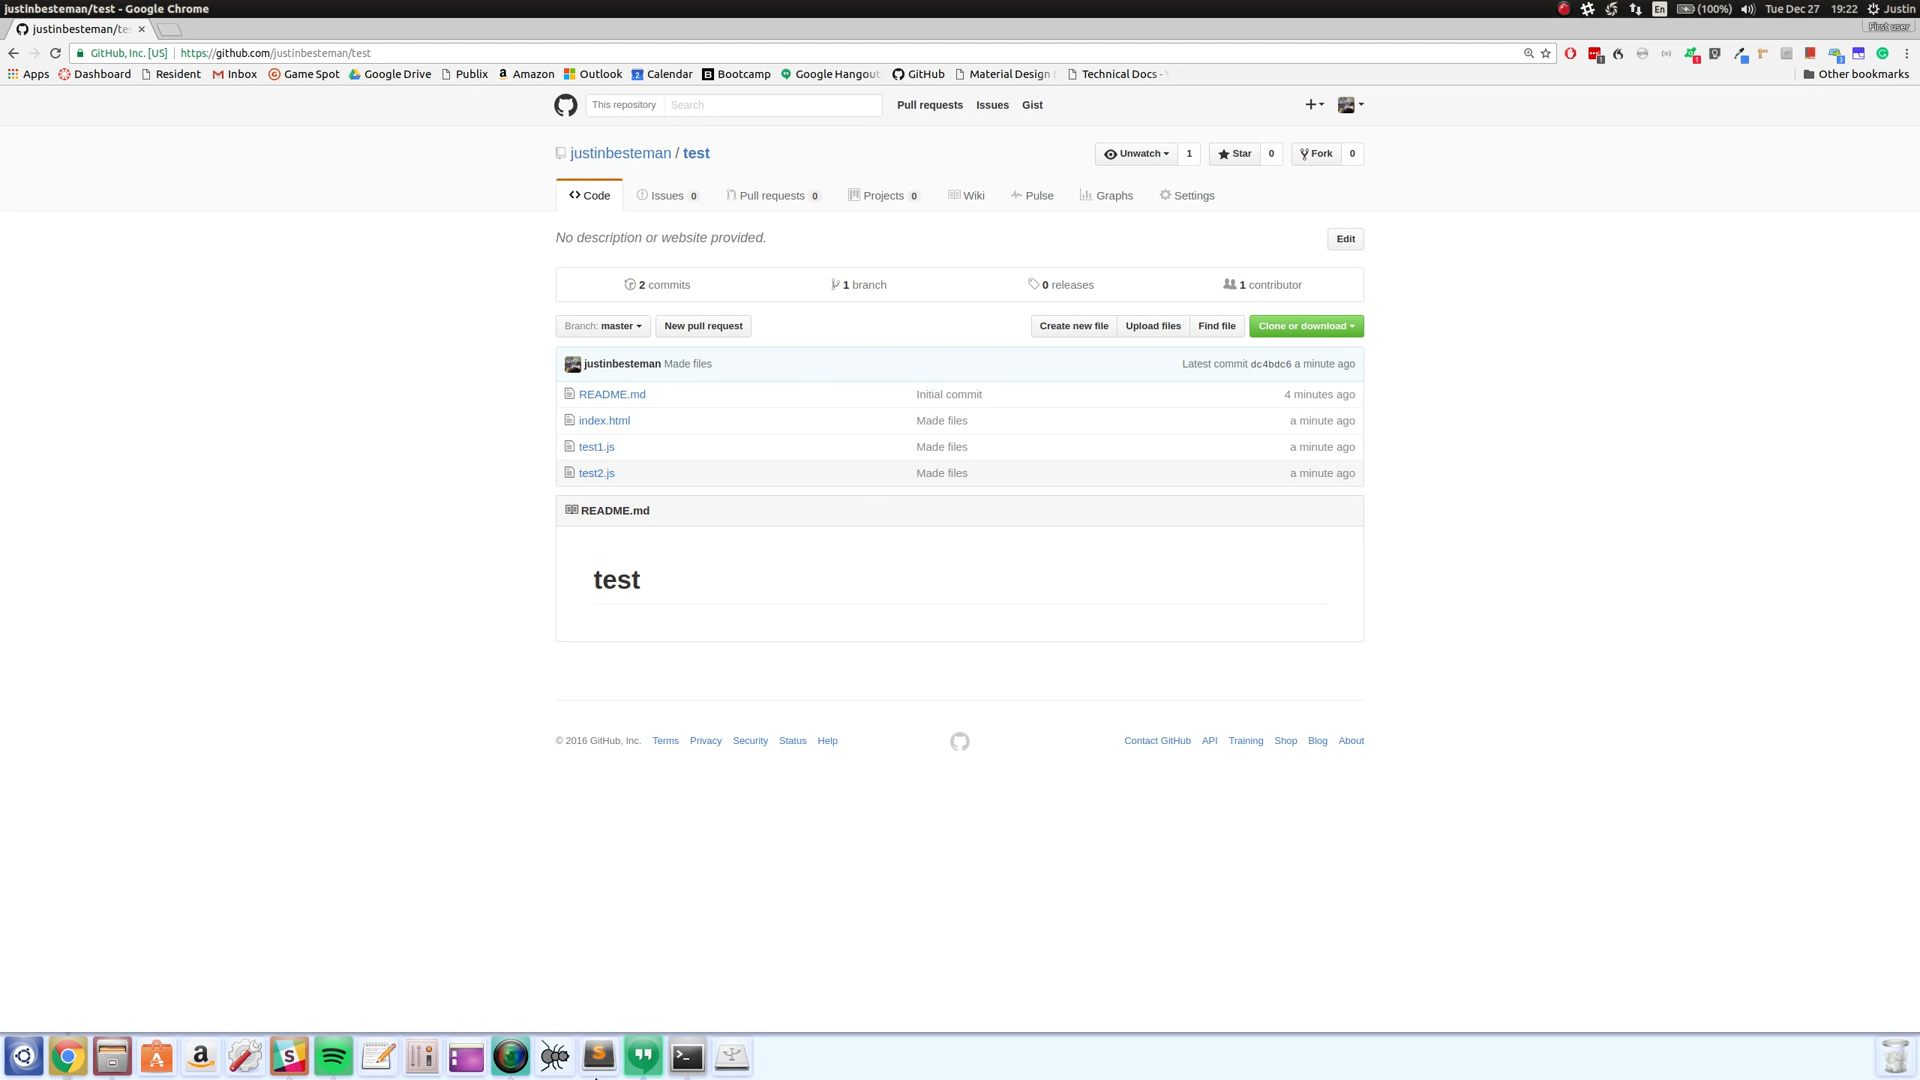 justinbesteman/test - Google Chrome
En (100%) Tue Dec 27 19:22 Justin
justinbesteman/te
First user
GitHub, Inc. [US] https://github.com/justinbesteman/test
Apps Dashboard Resident Inbox Game Spot Google Drive Publix Amazon Outlook Calendar Bootcamp Google Hangout GitHub Material Design Technical Docs - Other bookmarks
This repository Search Pull requests Issues Gist
justinbesteman / test
Unwatch 1 Star 0 Fork 0
Code Issues 0 Pull requests 0 Projects 0 Wiki Pulse Graphs Settings
No description or website provided. Edit
2 commits 1 branch 0 releases 1 contributor
Branch: master New pull request Create new file Upload files Find file Clone or download
justinbesteman Made files Latest commit dc4bdc6 a minute ago
README.md Initial commit 4 minutes ago
index.html Made files a minute ago
test1.js Made files a minute ago
test2.js Made files a minute ago
README.md
test
© 2016 GitHub, Inc. Terms Privacy Security Status Help Contact GitHub API Training Shop Blog About